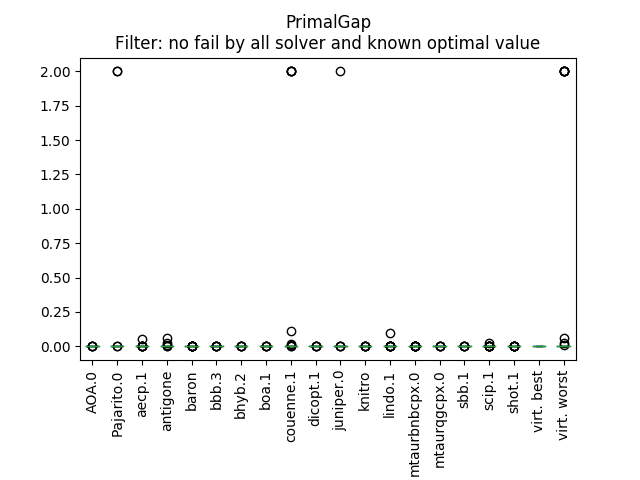 PrimalGap
Filter: no fail by all solver and known optimal value
2.00
1.75
1.50
1.25
1.00
0.75
0.50
0.25
0.00
AOA.0
Pajarito.0
aecp.1
antigone
baron
bbb.3
bhyb.2
boa.1
couenne.1
dicopt.1
juniper.0
knitro
lindo.1
mtaurbnbcpx.0
mtaurqgcpx.0
sbb.1
scip.1
shot.1
virt. best
virt. worst